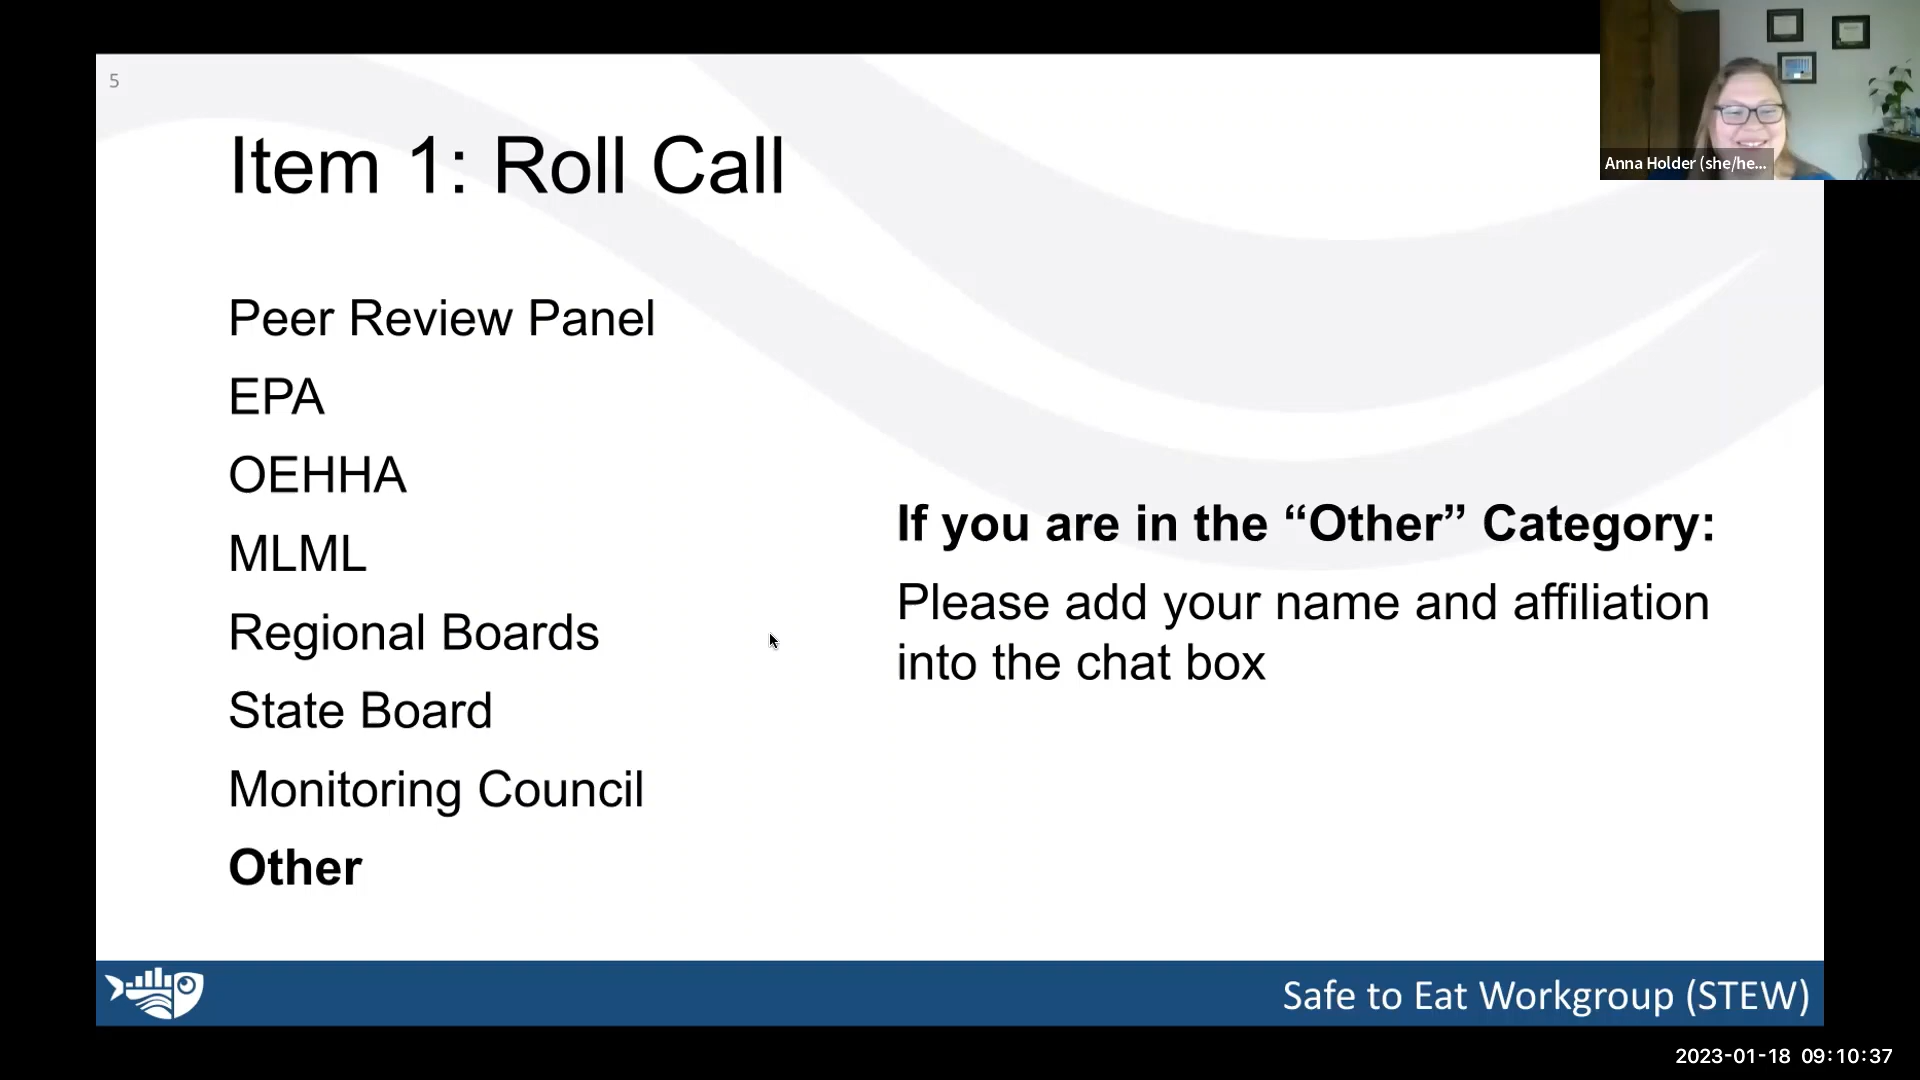 5
Item 1: Roll Call
Peer Review Panel
EPA
OEHHA
MLML
Regional Boards
State Board
Monitoring Council
Other
If you are in the “Other” Category:
Please add your name and affiliation
into the chat box
Anna Holder (she/he...
Safe to Eat Workgroup (STEW)
2023-01-18 09:10:37